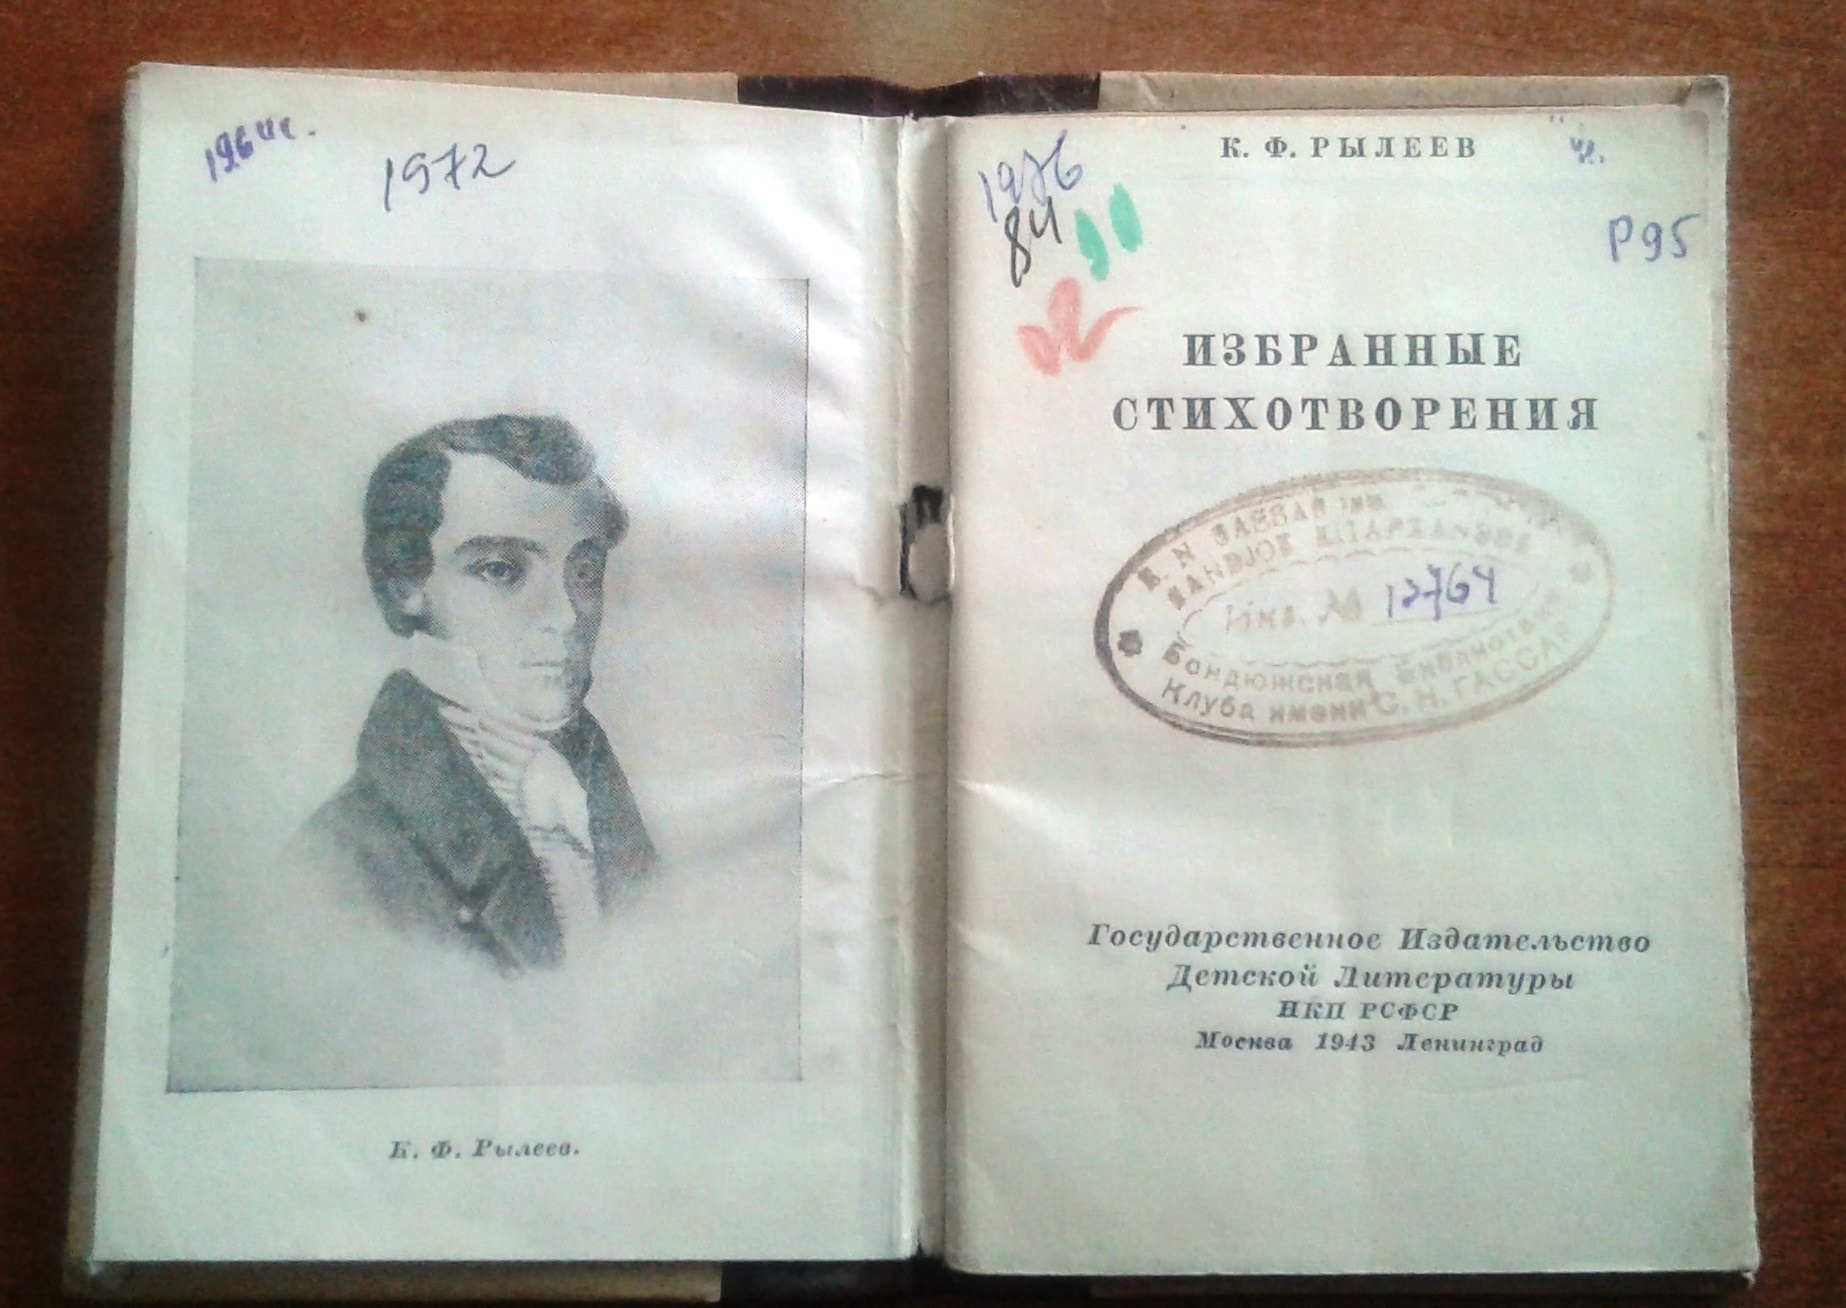 1972
К. Ф. Рылеев.
1976
К. Ф. РЫЛЕЕВ
ч.
84
90
Р95
ИЗБРАННЫЕ
СТИХОТВОРЕНИЯ
Инв. №
Бондюжская Библиотека
Клуба имени С. Н. ГАССАР
Государственное Издательство
Детской Литературы
НКП РСФСР
Москва 1943 Ленинград